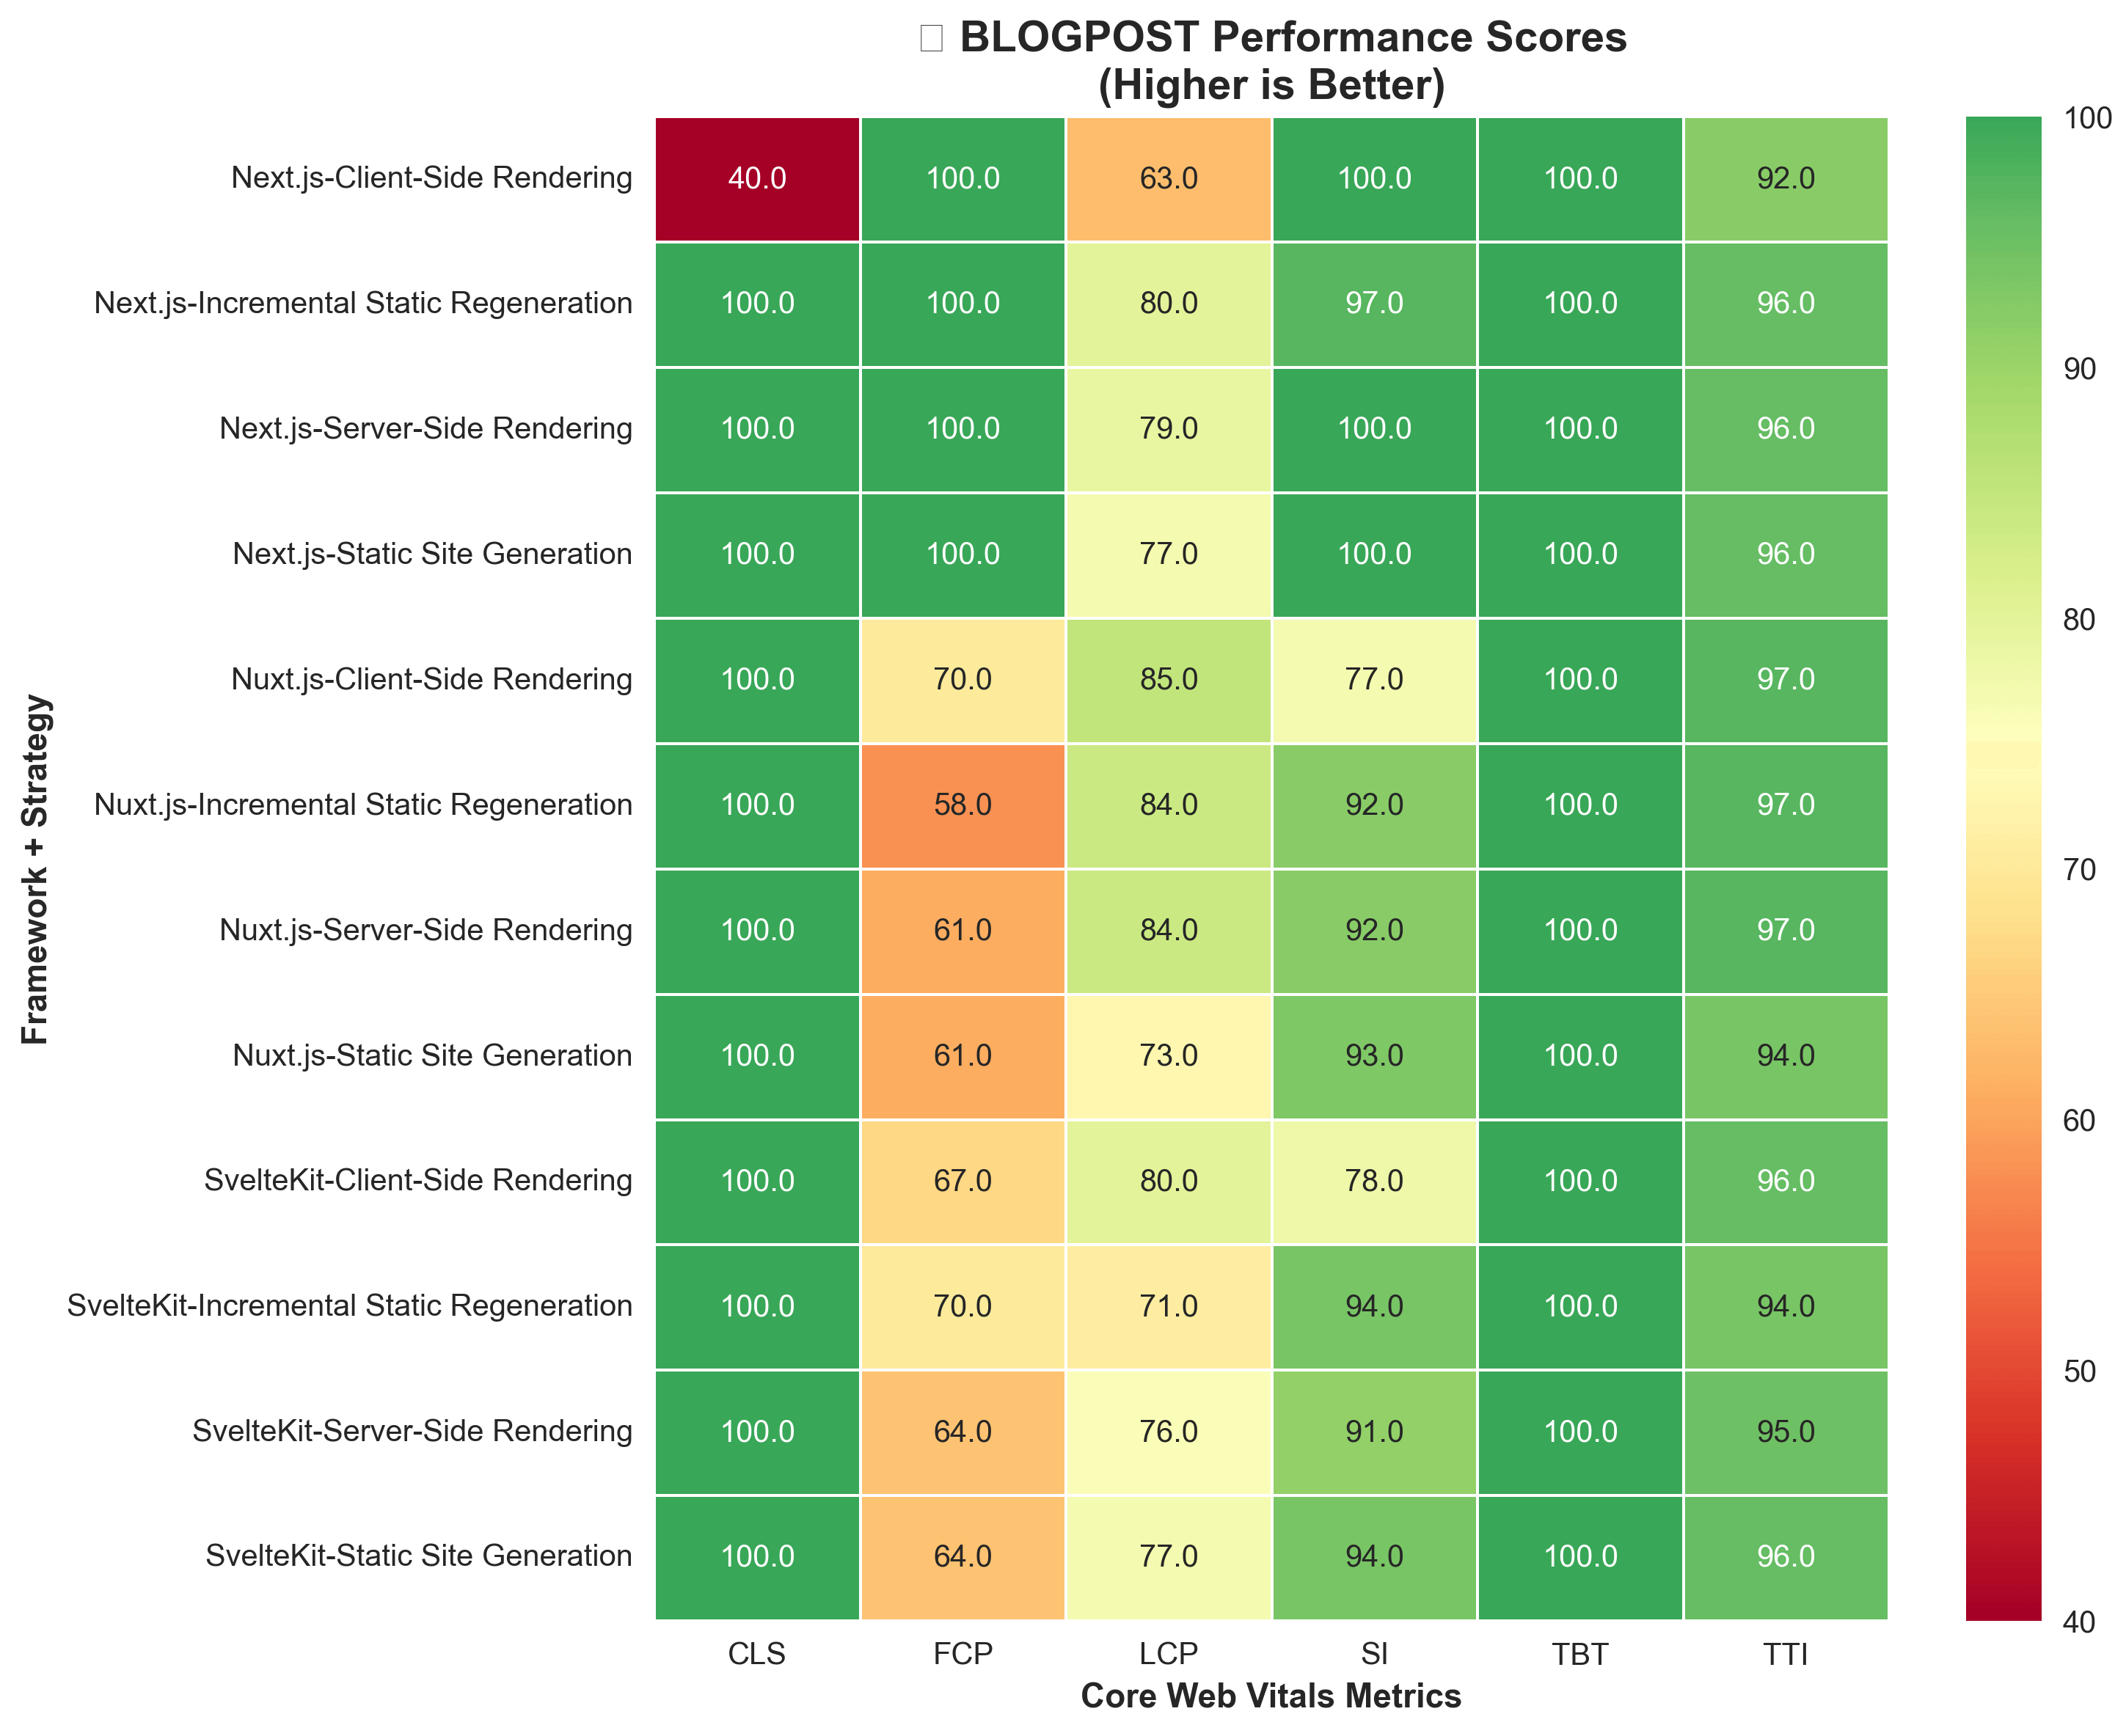 BLOGPOST Performance Scores
(Higher is Better)
Framework + Strategy
Next.js-Client-Side Rendering 40.0 100.0 63.0 100.0 100.0 92.0
Next.js-Incremental Static Regeneration 100.0 100.0 80.0 97.0 100.0 96.0
Next.js-Server-Side Rendering 100.0 100.0 79.0 100.0 100.0 96.0
Next.js-Static Site Generation 100.0 100.0 77.0 100.0 100.0 96.0
Nuxt.js-Client-Side Rendering 100.0 70.0 85.0 77.0 100.0 97.0
Nuxt.js-Incremental Static Regeneration 100.0 58.0 84.0 92.0 100.0 97.0
Nuxt.js-Server-Side Rendering 100.0 61.0 84.0 92.0 100.0 97.0
Nuxt.js-Static Site Generation 100.0 61.0 73.0 93.0 100.0 94.0
SvelteKit-Client-Side Rendering 100.0 67.0 80.0 78.0 100.0 96.0
SvelteKit-Incremental Static Regeneration 100.0 70.0 71.0 94.0 100.0 94.0
SvelteKit-Server-Side Rendering 100.0 64.0 76.0 91.0 100.0 95.0
SvelteKit-Static Site Generation 100.0 64.0 77.0 94.0 100.0 96.0
CLS FCP LCP SI TBT TTI
Core Web Vitals Metrics
100
90
80
70
60
50
40